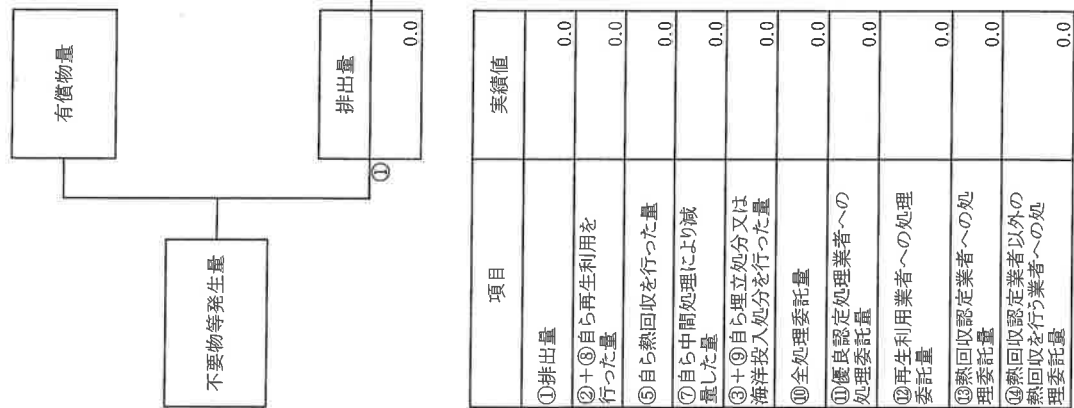 有償物量
不要物等発生量
排出量
①
0.0
項目
実績値
①排出量
0.0
②+⑧自ら再生利用を
行った量
0.0
⑤自ら熱回収を行った量
0.0
⑦自ら中間処理により減
量した量
0.0
③+⑨自ら埋立処分又は
海洋投入処分を行った量
0.0
⑩全処理委託量
0.0
⑪優良認定処理業者への
処理委託量
0.0
⑫再生利用業者への処理
委託量
0.0
⑬熱回収認定業者への処
理委託量
0.0
⑭熱回収認定業者以外の
熱回収を行う業者への処
理委託量
0.0